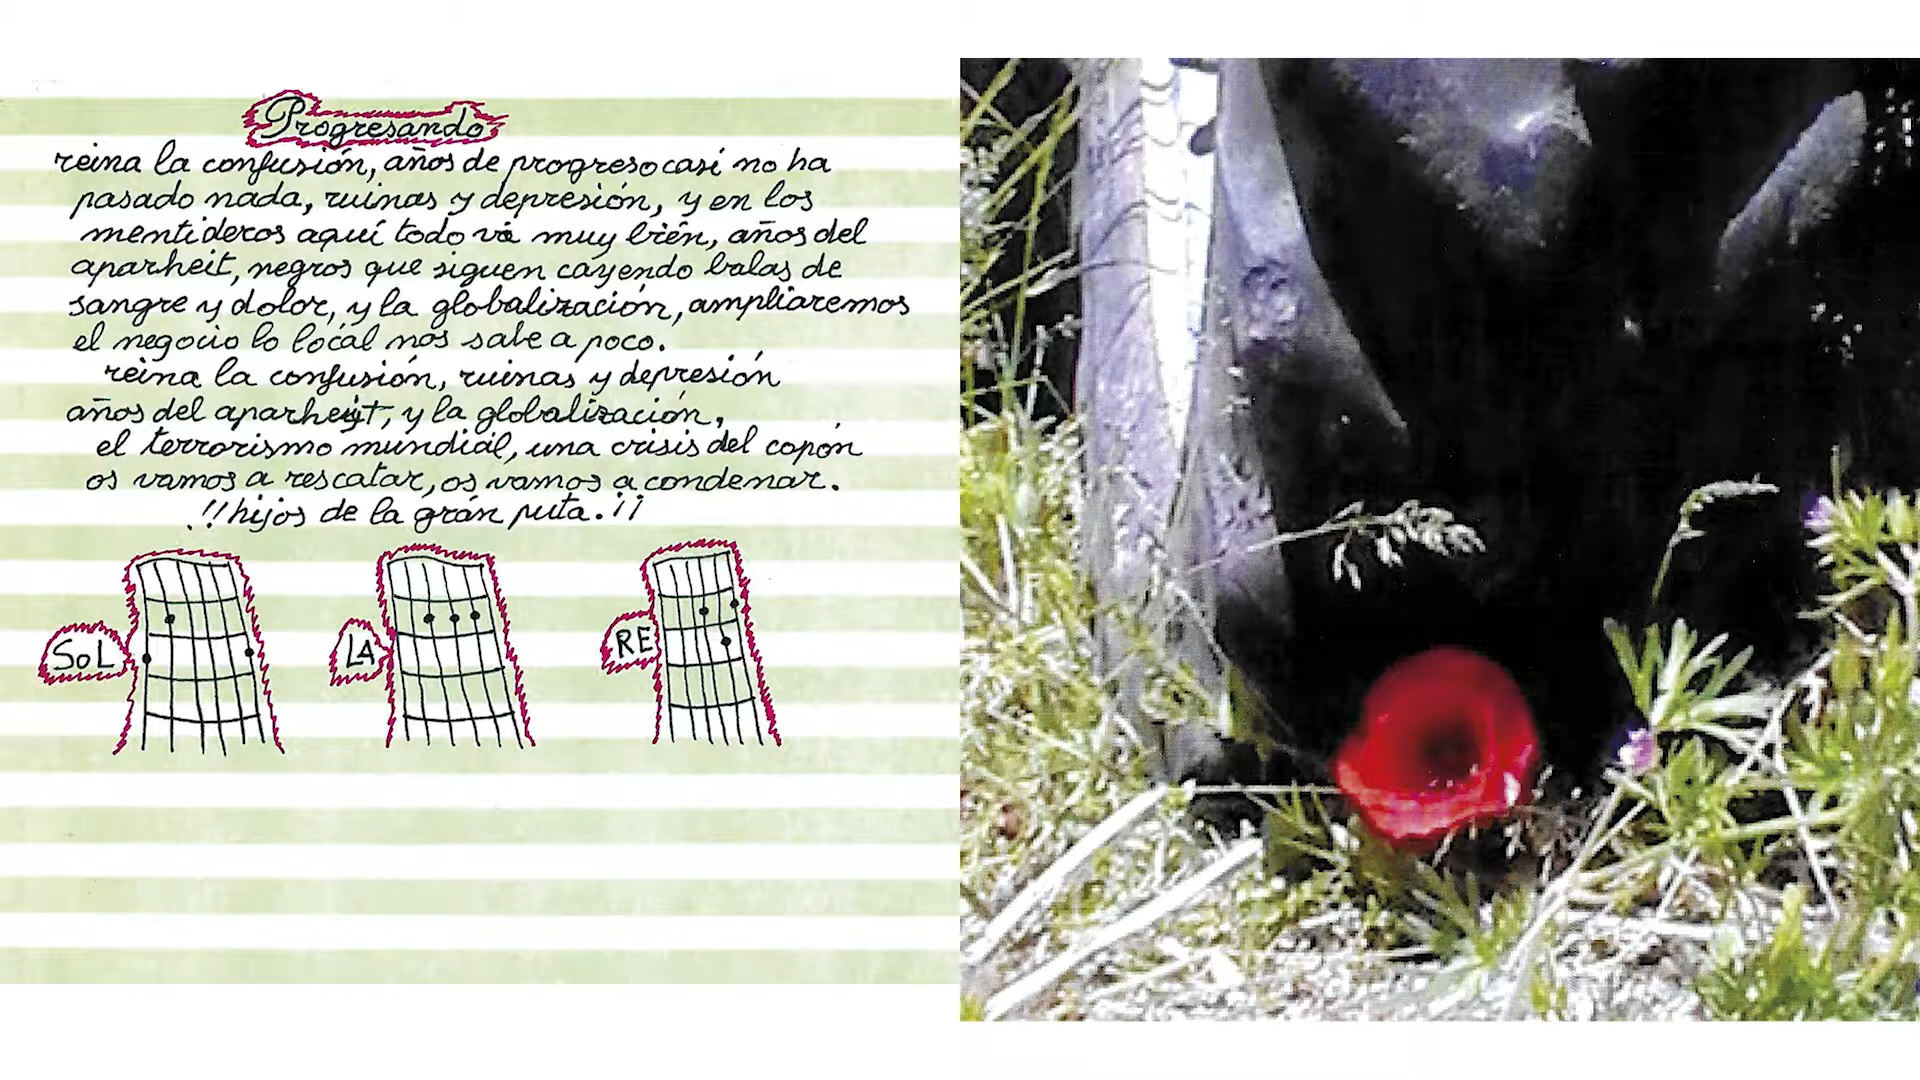 Progresando
reina la confusión, años de progreso casi no ha
pasado nada, ruinas y depresión, y en los
mentideros aquí todo va muy bién, años del
aparheit, negros que siguen cayendo balas de
sangre y dolor, y la globalización, ampliaremos
el negocio lo locál nos sabe a poco.
reina la confusión, ruinas y depresión
años del aparheit, y la globalización,
el terrorismo mundial, una crisis del copón
os vamos a rescatar, os vamos a condenar.
!!hijos de la grán puta.¡¡
SOL LA RE